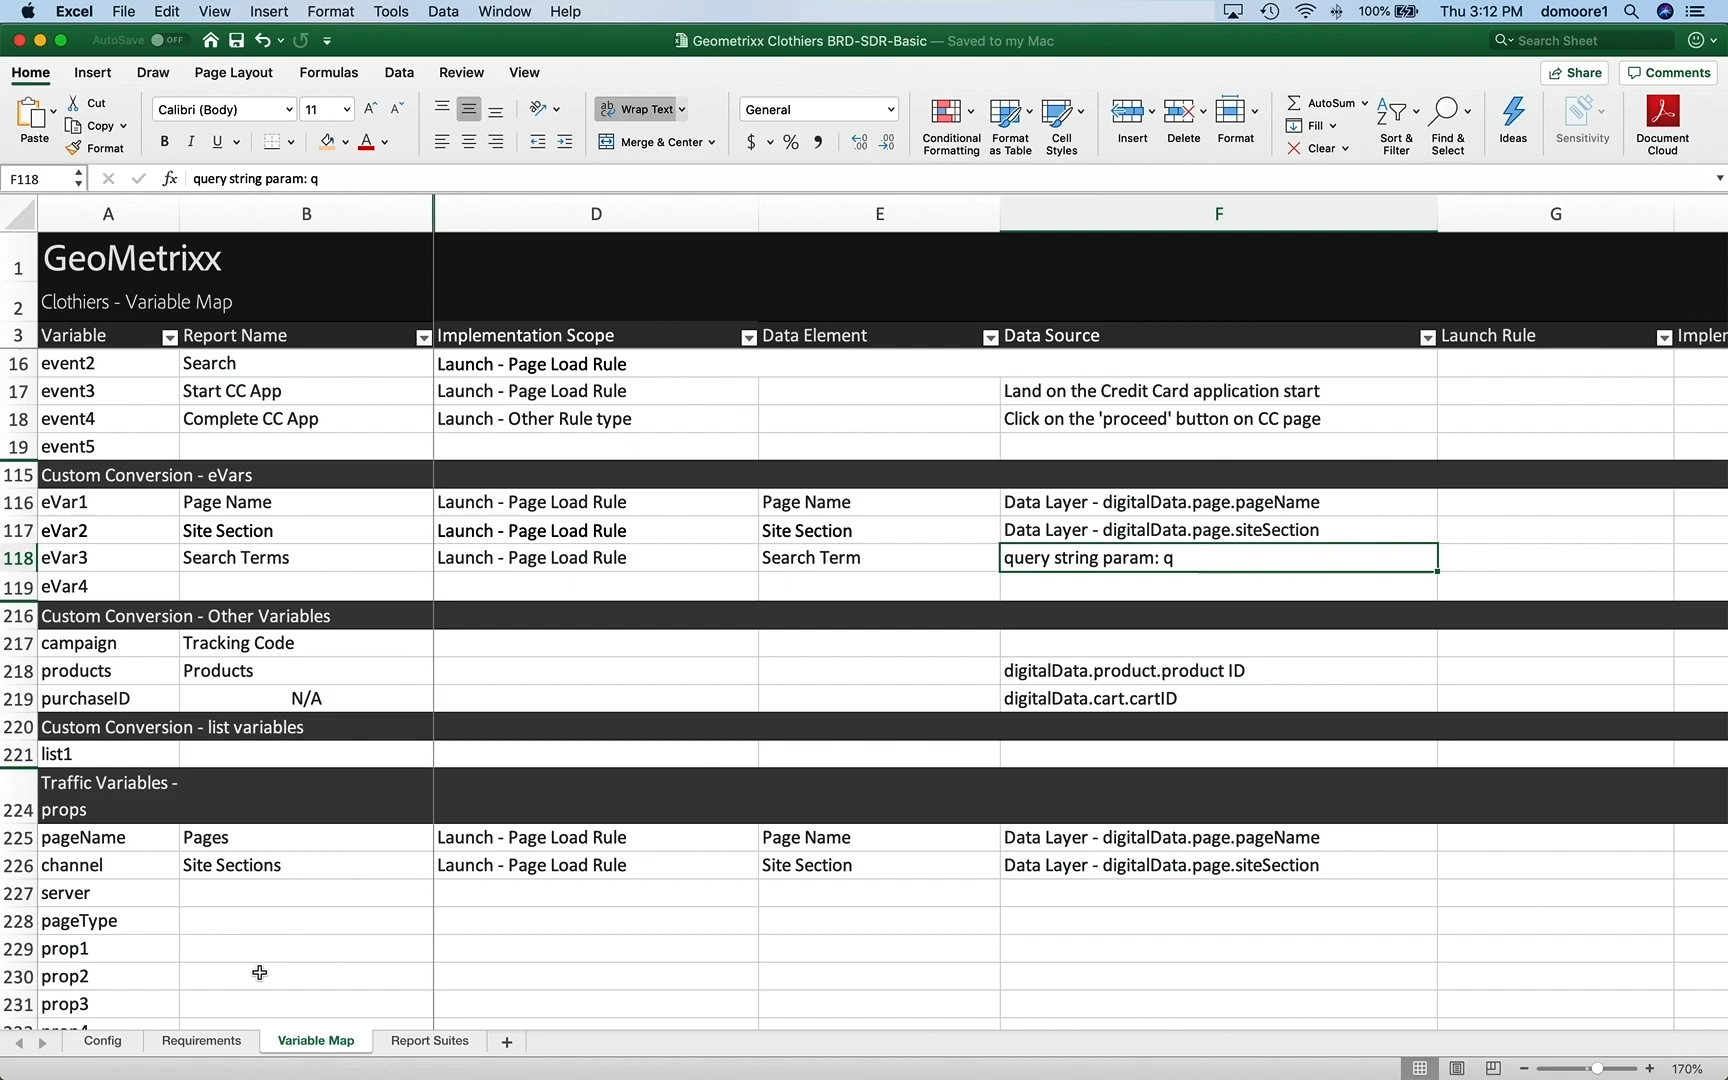 Excel File Edit View Insert Format Tools Data Window Help 100% Thu 3:12 PM domoore1
AutoSave OFF Geometrixx Clothiers BRD-SDR-Basic — Saved to my Mac Search Sheet
Home Insert Draw Page Layout Formulas Data Review View Share Comments
Paste Cut Copy Format
Calibri (Body) 11
B I U A
Wrap Text
Merge & Center
General
$ % ,
Conditional Formatting
Format as Table
Cell Styles
Insert Delete Format
AutoSum
Fill
Clear
Sort & Filter
Find & Select
Ideas
Sensitivity
Document Cloud
F118 fx query string param: q
A B D E F G
1 GeoMetrixx
2 Clothiers - Variable Map
3 Variable Report Name Implementation Scope Data Element Data Source Launch Rule Impler
16 event2 Search Launch - Page Load Rule
17 event3 Start CC App Launch - Page Load Rule Land on the Credit Card application start
18 event4 Complete CC App Launch - Other Rule type Click on the 'proceed' button on CC page
19 event5
115 Custom Conversion - eVars
116 eVar1 Page Name Launch - Page Load Rule Page Name Data Layer - digitalData.page.pageName
117 eVar2 Site Section Launch - Page Load Rule Site Section Data Layer - digitalData.page.siteSection
118 eVar3 Search Terms Launch - Page Load Rule Search Term query string param: q
119 eVar4
216 Custom Conversion - Other Variables
217 campaign Tracking Code
218 products Products digitalData.product.product ID
219 purchaseID N/A digitalData.cart.cartID
220 Custom Conversion - list variables
221 list1
Traffic Variables -
224 props
225 pageName Pages Launch - Page Load Rule Page Name Data Layer - digitalData.page.pageName
226 channel Site Sections Launch - Page Load Rule Site Section Data Layer - digitalData.page.siteSection
227 server
228 pageType
229 prop1
230 prop2
231 prop3
Config Requirements Variable Map Report Suites +
170%